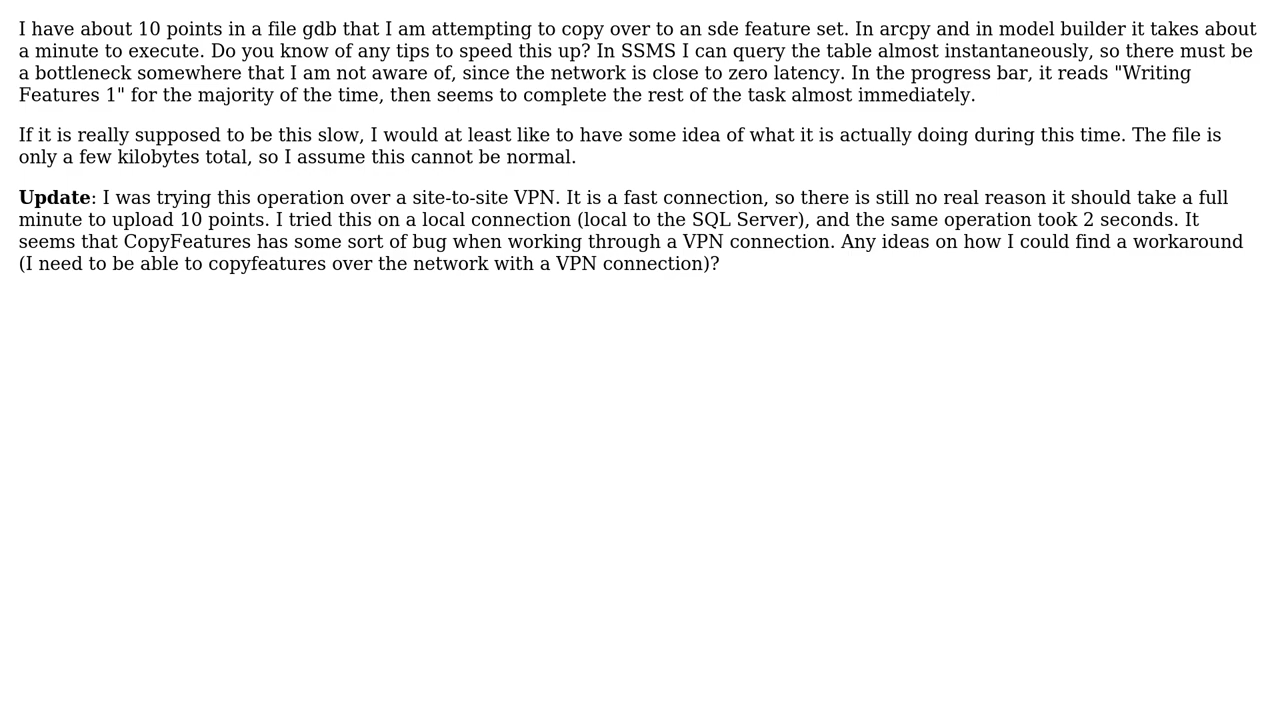 I have about 10 points in a file gdb that I am attempting to copy over to an sde feature set. In arcpy and in model builder it takes about
a minute to execute. Do you know of any tips to speed this up? In SSMS I can query the table almost instantaneously, so there must be
a bottleneck somewhere that I am not aware of, since the network is close to zero latency. In the progress bar, it reads "Writing
Features 1" for the majority of the time, then seems to complete the rest of the task almost immediately.
If it is really supposed to be this slow, I would at least like to have some idea of what it is actually doing during this time. The file is
only a few kilobytes total, so I assume this cannot be normal.
Update: I was trying this operation over a site-to-site VPN. It is a fast connection, so there is still no real reason it should take a full
minute to upload 10 points. I tried this on a local connection (local to the SQL Server), and the same operation took 2 seconds. It
seems that CopyFeatures has some sort of bug when working through a VPN connection. Any ideas on how I could find a workaround
(I need to be able to copyfeatures over the network with a VPN connection)?